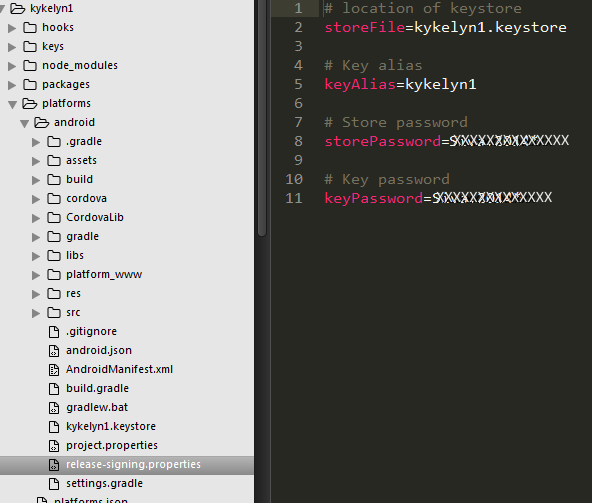 kykelyn1
hooks
keys
node_modules
packages
platforms
android
.gradle
assets
build
cordova
CordovaLib
gradle
libs
platform_www
res
src
.gitignore
android.json
AndroidManifest.xml
build.gradle
gradlew.bat
kykelyn1.keystore
project.properties
release-signing.properties
settings.gradle
platforms.json
1 # location of keystore
2 storeFile=kykelyn1.keystore
3
4 # Key alias
5 keyAlias=kykelyn1
6
7 # Store password
8 storePassword=
9
10 # Key password
11 keyPassword=